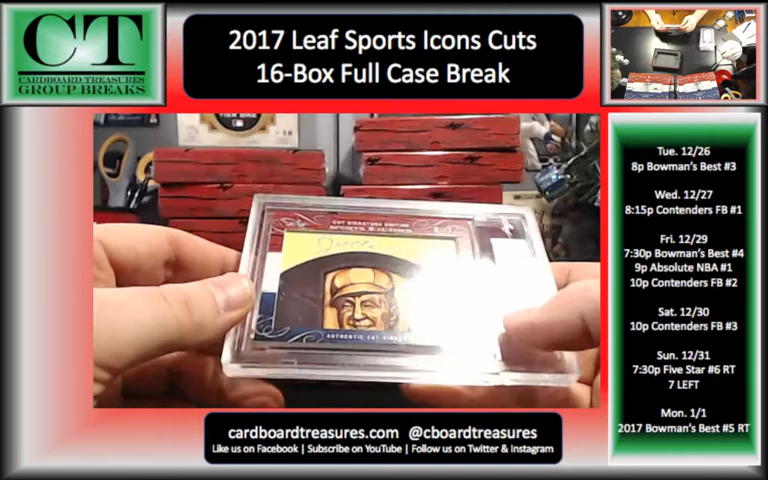 CT
CARDBOARD TREASURES
GROUP BREAKS
2017 Leaf Sports Icons Cuts
16-Box Full Case Break
CUT SIGNATURE EDITION
SPORTS ICONS
AUTHENTIC CUT
Tue. 12/26
8p Bowman's Best #3
Wed. 12/27
8:15p Contenders FB #1
Fri. 12/29
7:30p Bowman's Best #4
9p Absolute NBA #1
10p Contenders FB #2
Sat. 12/30
10p Contenders FB #3
Sun. 12/31
7:30p Five Star #6 RT
7 LEFT
Mon. 1/1
2017 Bowman's Best #5 RT
cardboardtreasures.com @cboardtreasures
Like us on Facebook | Subscribe on YouTube | Follow us on Twitter & Instagram